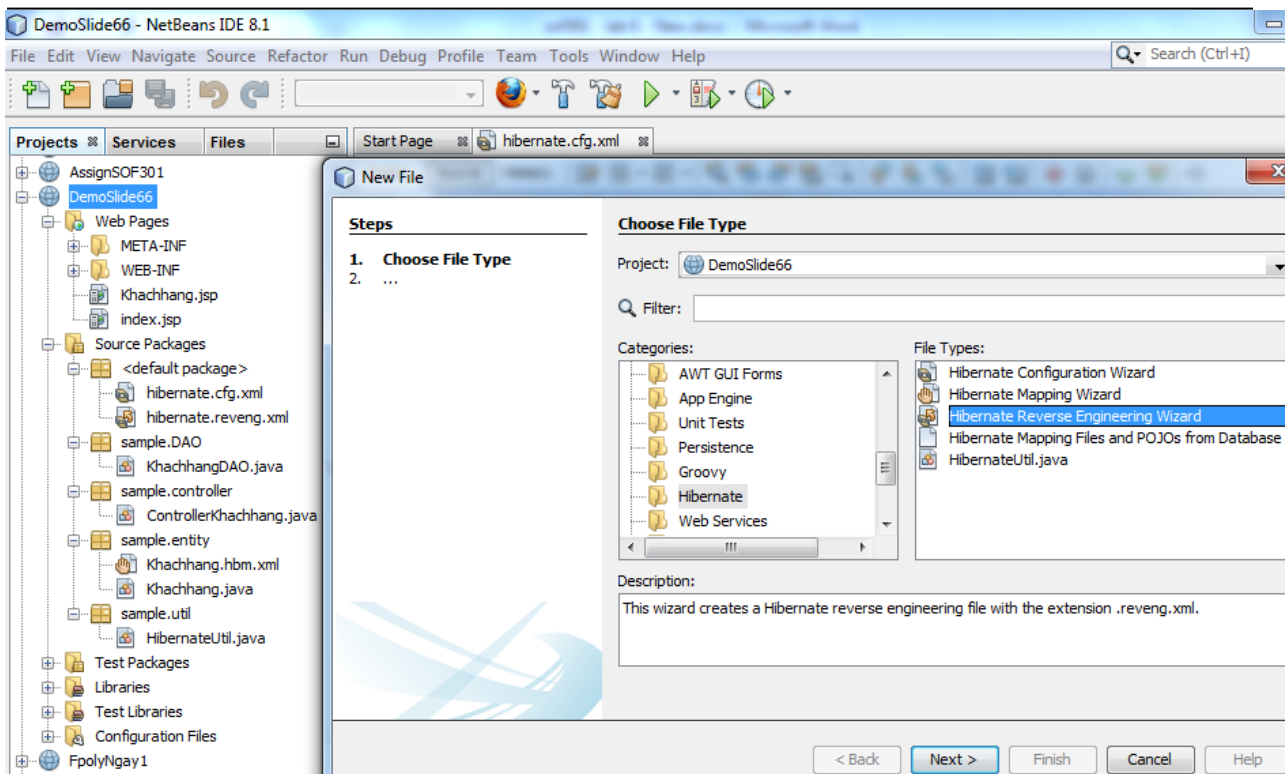 DemoSlide66 - NetBeans IDE 8.1
File Edit View Navigate Source Refactor Run Debug Profile Team Tools Window Help
Search (Ctrl+I)
Projects Services Files
Start Page hibernate.cfg.xml
AssignSOF301
DemoSlide66
Web Pages
META-INF
WEB-INF
Khachhang.jsp
index.jsp
Source Packages
<default package>
hibernate.cfg.xml
hibernate.reveng.xml
sample.DAO
KhachhangDAO.java
sample.controller
ControllerKhachhang.java
sample.entity
Khachhang.hbm.xml
Khachhang.java
sample.util
HibernateUtil.java
Test Packages
Libraries
Test Libraries
Configuration Files
FpolyNgay1
New File
Steps
1. Choose File Type
2. ...
Choose File Type
Project: DemoSlide66
Filter:
Categories:
AWT GUI Forms
App Engine
Unit Tests
Persistence
Groovy
Hibernate
Web Services
File Types:
Hibernate Configuration Wizard
Hibernate Mapping Wizard
Hibernate Reverse Engineering Wizard
Hibernate Mapping Files and POJOs from Database
HibernateUtil.java
Description:
This wizard creates a Hibernate reverse engineering file with the extension .reveng.xml.
< Back Next > Finish Cancel Help